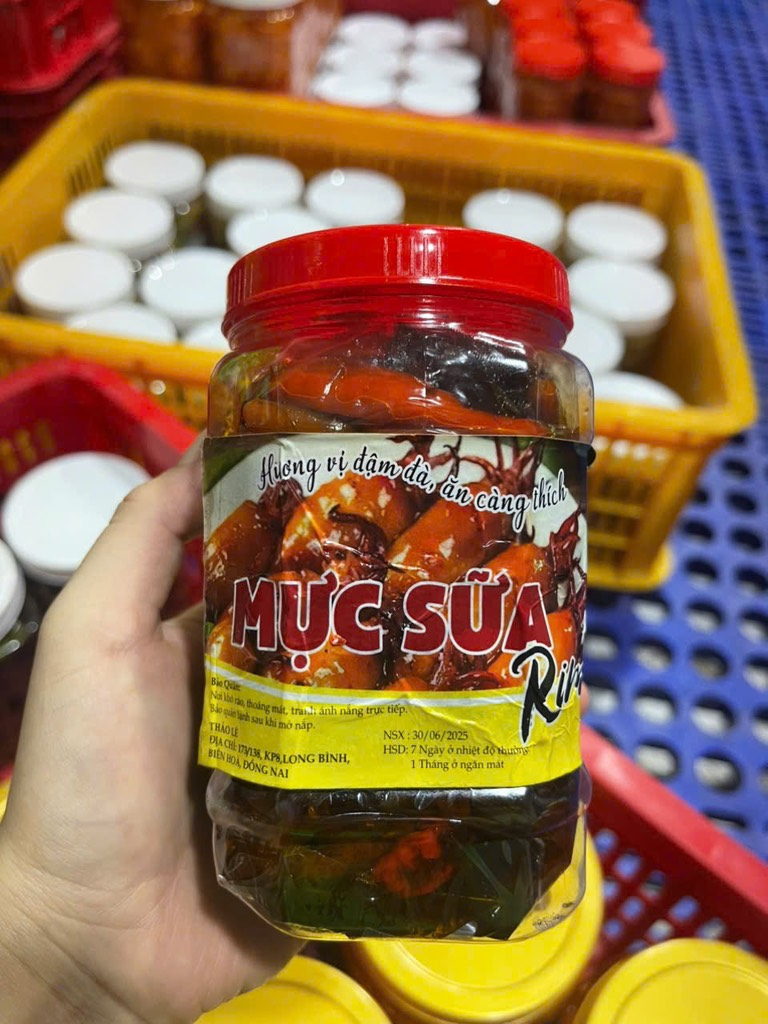 Hương vị đậm đà, ăn càng thích
MỰC SỮA
Bảo Quản:
Nơi khô ráo, thoáng mát, tránh ánh nắng trực tiếp.
Bảo quản lạnh sau khi mở nắp.
THẢO LÊ
ĐỊA CHỈ: 173/138, KP8, LONG BÌNH,
BIÊN HOÀ, ĐỒNG NAI
NSX : 30/06/2025
HSD: 7 Ngày ở nhiệt độ thường
1 Tháng ở ngăn mát